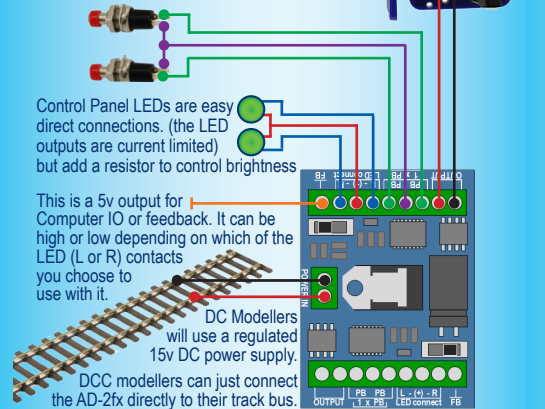 Control Panel LEDs are easy
direct connections. (the LED
outputs are current limited)
but add a resistor to control brightness
This is a 5v output for
Computer IO or feedback. It can be
high or low depending on which of the
LED (L or R) contacts
you choose to
use with it.
FB
OUTPUT
POWER IN
DC Modellers
will use a regulated
15v DC power supply.
DCC modellers can just connect
the AD-2fx directly to their track bus.
PB PB L - (+) - R
OUTPUT 1 x PB LED connect FB